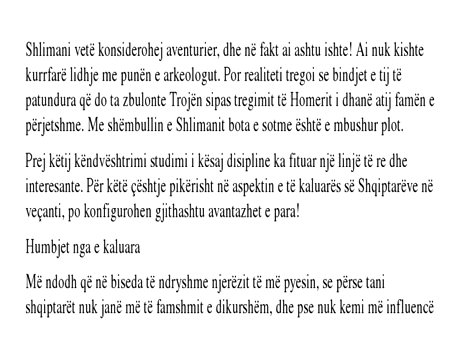 Shlimani vetë konsiderohej aventurier, dhe në fakt ai ashtu ishte! Ai nuk kishte
kurrfarë lidhje me punën e arkeologut. Por realiteti tregoi se bindjet e tij të
patundura që do ta zbulonte Trojën sipas tregimit të Homerit i dhanë atij famën e
përjetshme. Me shëmbullin e Shlimanit bota e sotme është e mbushur plot.
Prej këtij këndvështrimi studimi i kësaj disipline ka fituar një linjë të re dhe
interesante. Për këtë çështje pikërisht në aspektin e të kaluarës së Shqiptarëve në
veçanti, po konfigurohen gjithashtu avantazhet e para!
Humbjet nga e kaluara
Më ndodh që në biseda të ndryshme njerëzit të më pyesin, se përse tani
shqiptarët nuk janë më të famshmit e dikurshëm, dhe pse nuk kemi më influencë